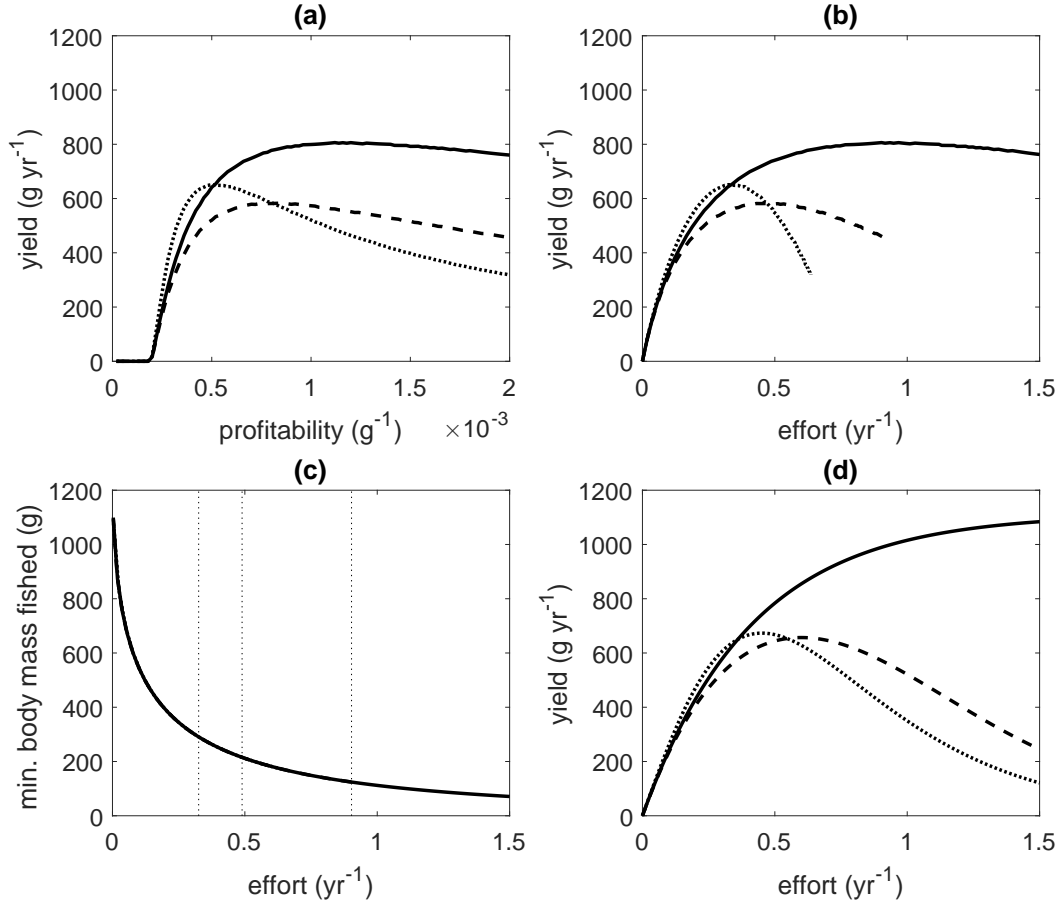 (a)
1200
1000
800
600
400
200
0
yield (g yr-1)
0 0.5 1 1.5 2
profitability (g-1) ×10-3
(b)
1200
1000
800
600
400
200
0
yield (g yr-1)
0 0.5 1 1.5
effort (yr-1)
(c)
1200
1000
800
600
400
200
0
min. body mass fished (g)
0 0.5 1 1.5
effort (yr-1)
(d)
1200
1000
800
600
400
200
0
yield (g yr-1)
0 0.5 1 1.5
effort (yr-1)